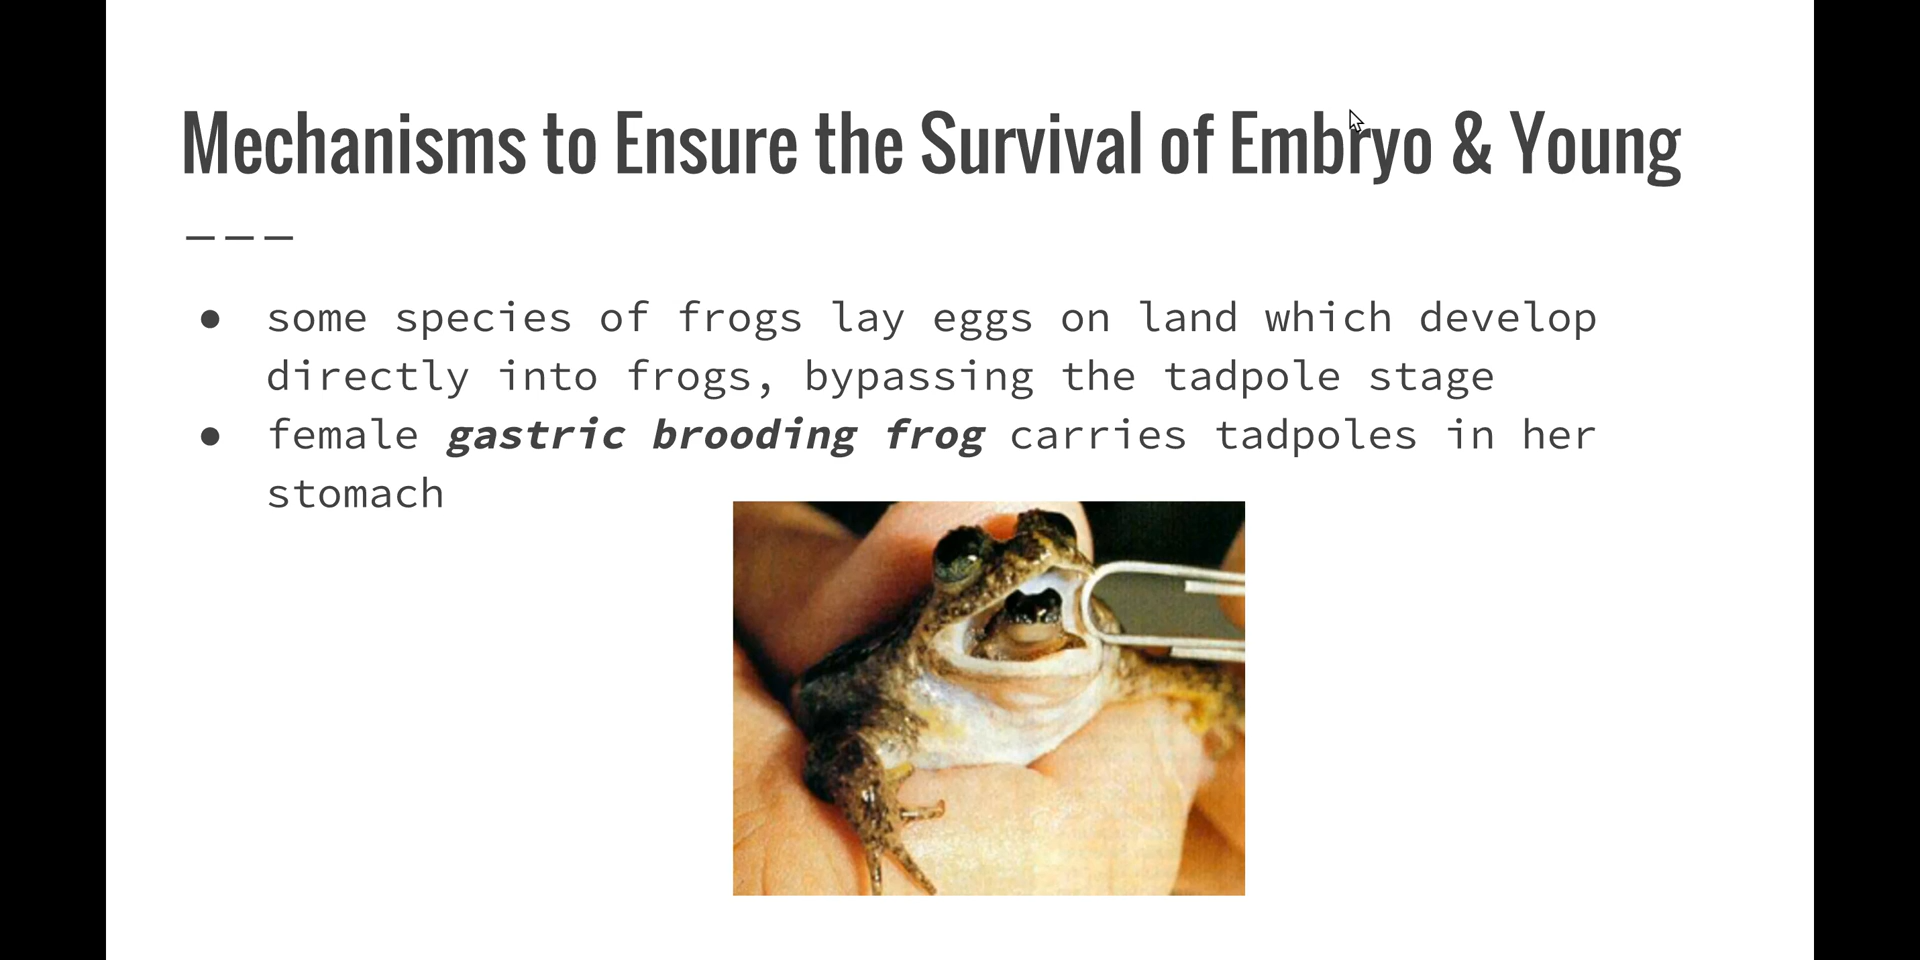 Mechanisms to Ensure the Survival of Embryo & Young
● some species of frogs lay eggs on land which develop
directly into frogs, bypassing the tadpole stage
● female gastric brooding frog carries tadpoles in her
stomach